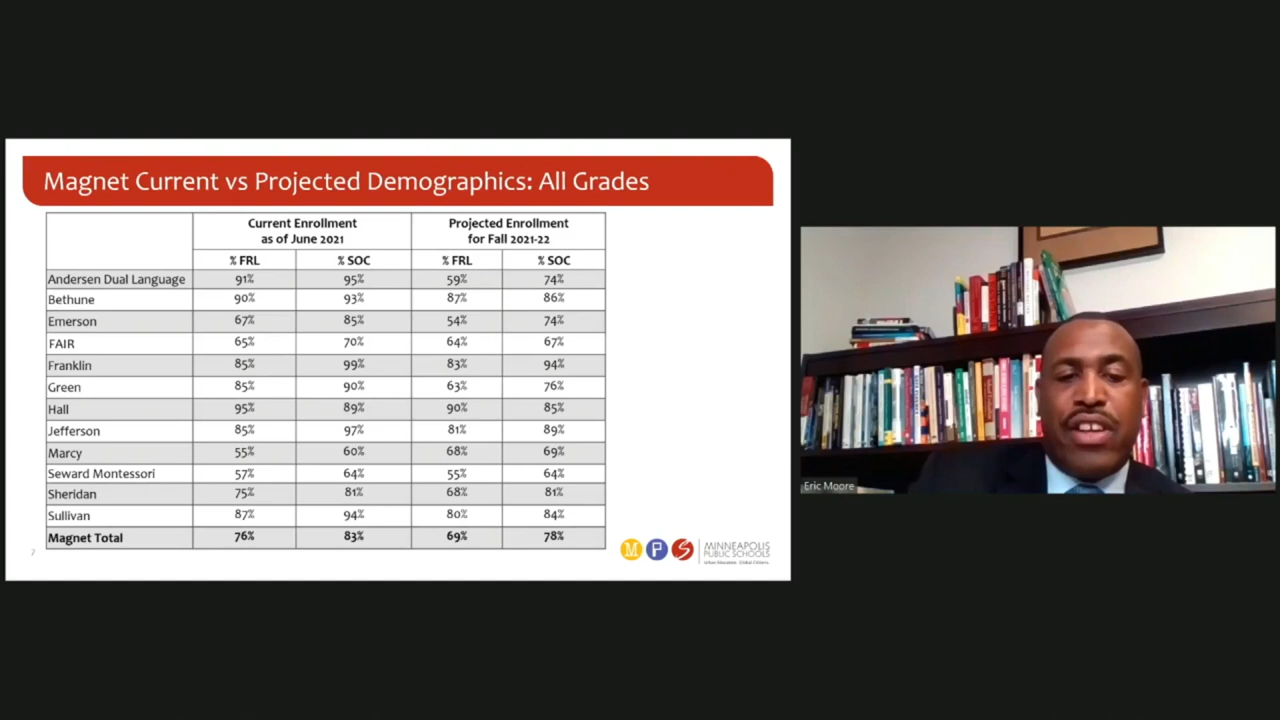 Magnet Current vs Projected Demographics: All Grades
Current Enrollment as of June 2021 Projected Enrollment for Fall 2021-22
% FRL % SOC % FRL % SOC
Andersen Dual Language 91% 95% 59% 74%
Bethune 90% 93% 87% 86%
Emerson 67% 85% 54% 74%
FAIR 65% 70% 64% 67%
Franklin 85% 99% 83% 94%
Green 85% 90% 63% 76%
Hall 95% 89% 90% 85%
Jefferson 85% 97% 81% 89%
Marcy 55% 60% 68% 69%
Seward Montessori 57% 64% 55% 64%
Sheridan 75% 81% 68% 81%
Sullivan 87% 94% 80% 84%
Magnet Total 76% 83% 69% 78%
7
M P S MINNEAPOLIS
PUBLIC SCHOOLS
Urban Education. Global Citizens.
Eric Moore